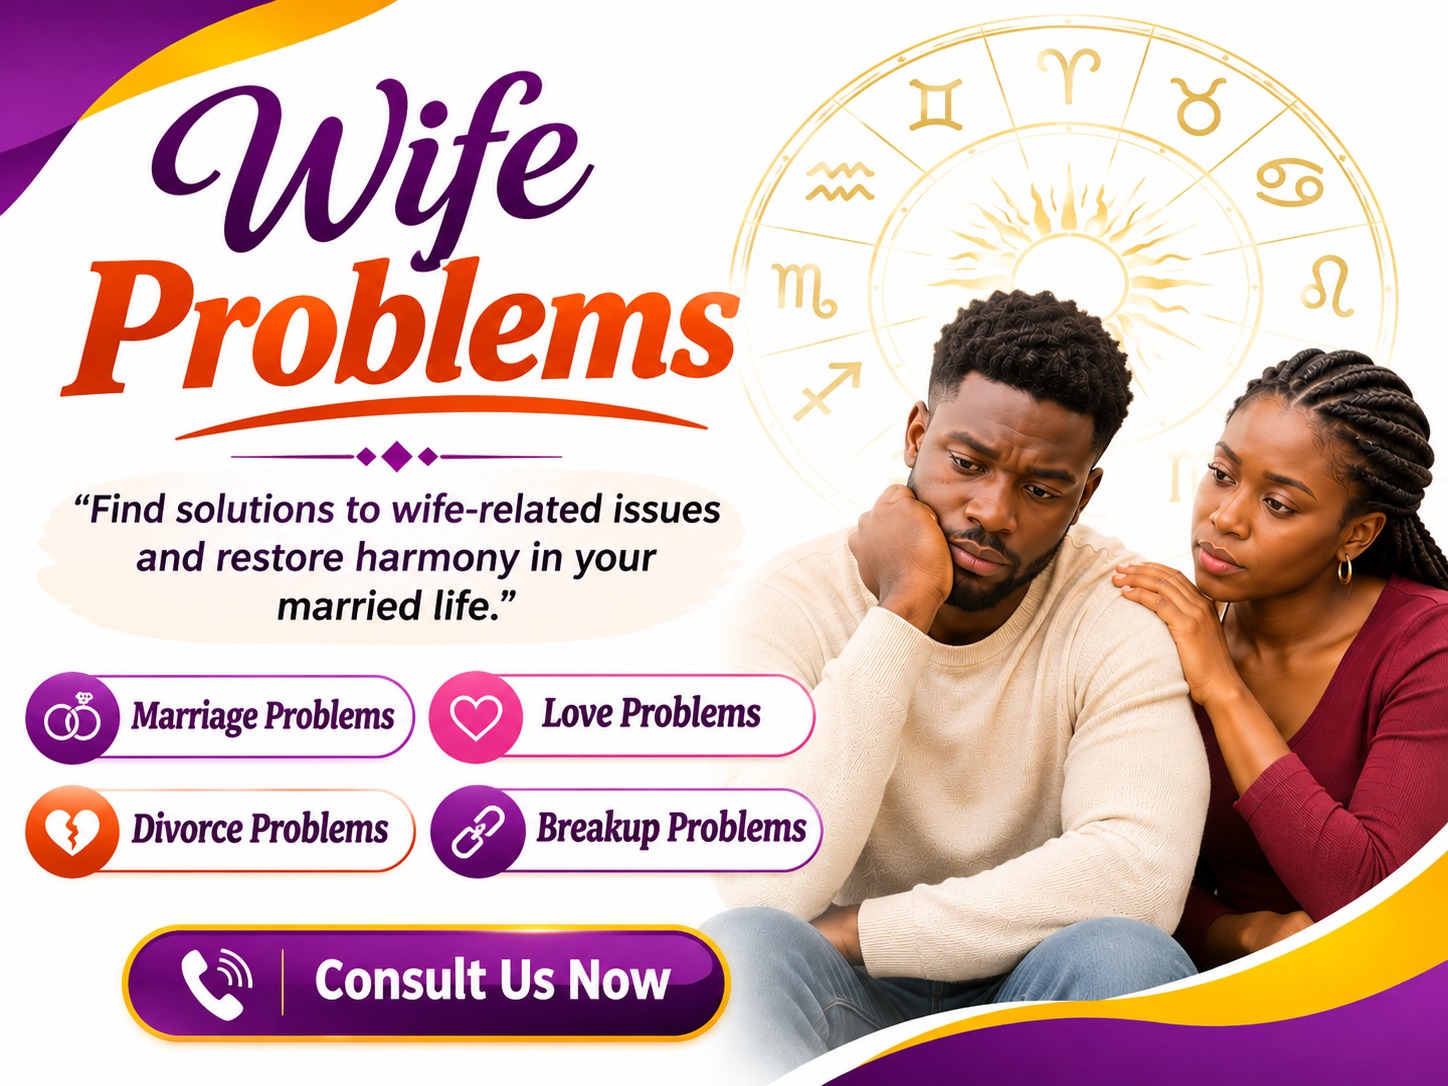 Wife
Problems
“Find solutions to wife-related issues
and restore harmony in your
married life.”
Marriage Problems
Love Problems
Divorce Problems
Breakup Problems
Consult Us Now